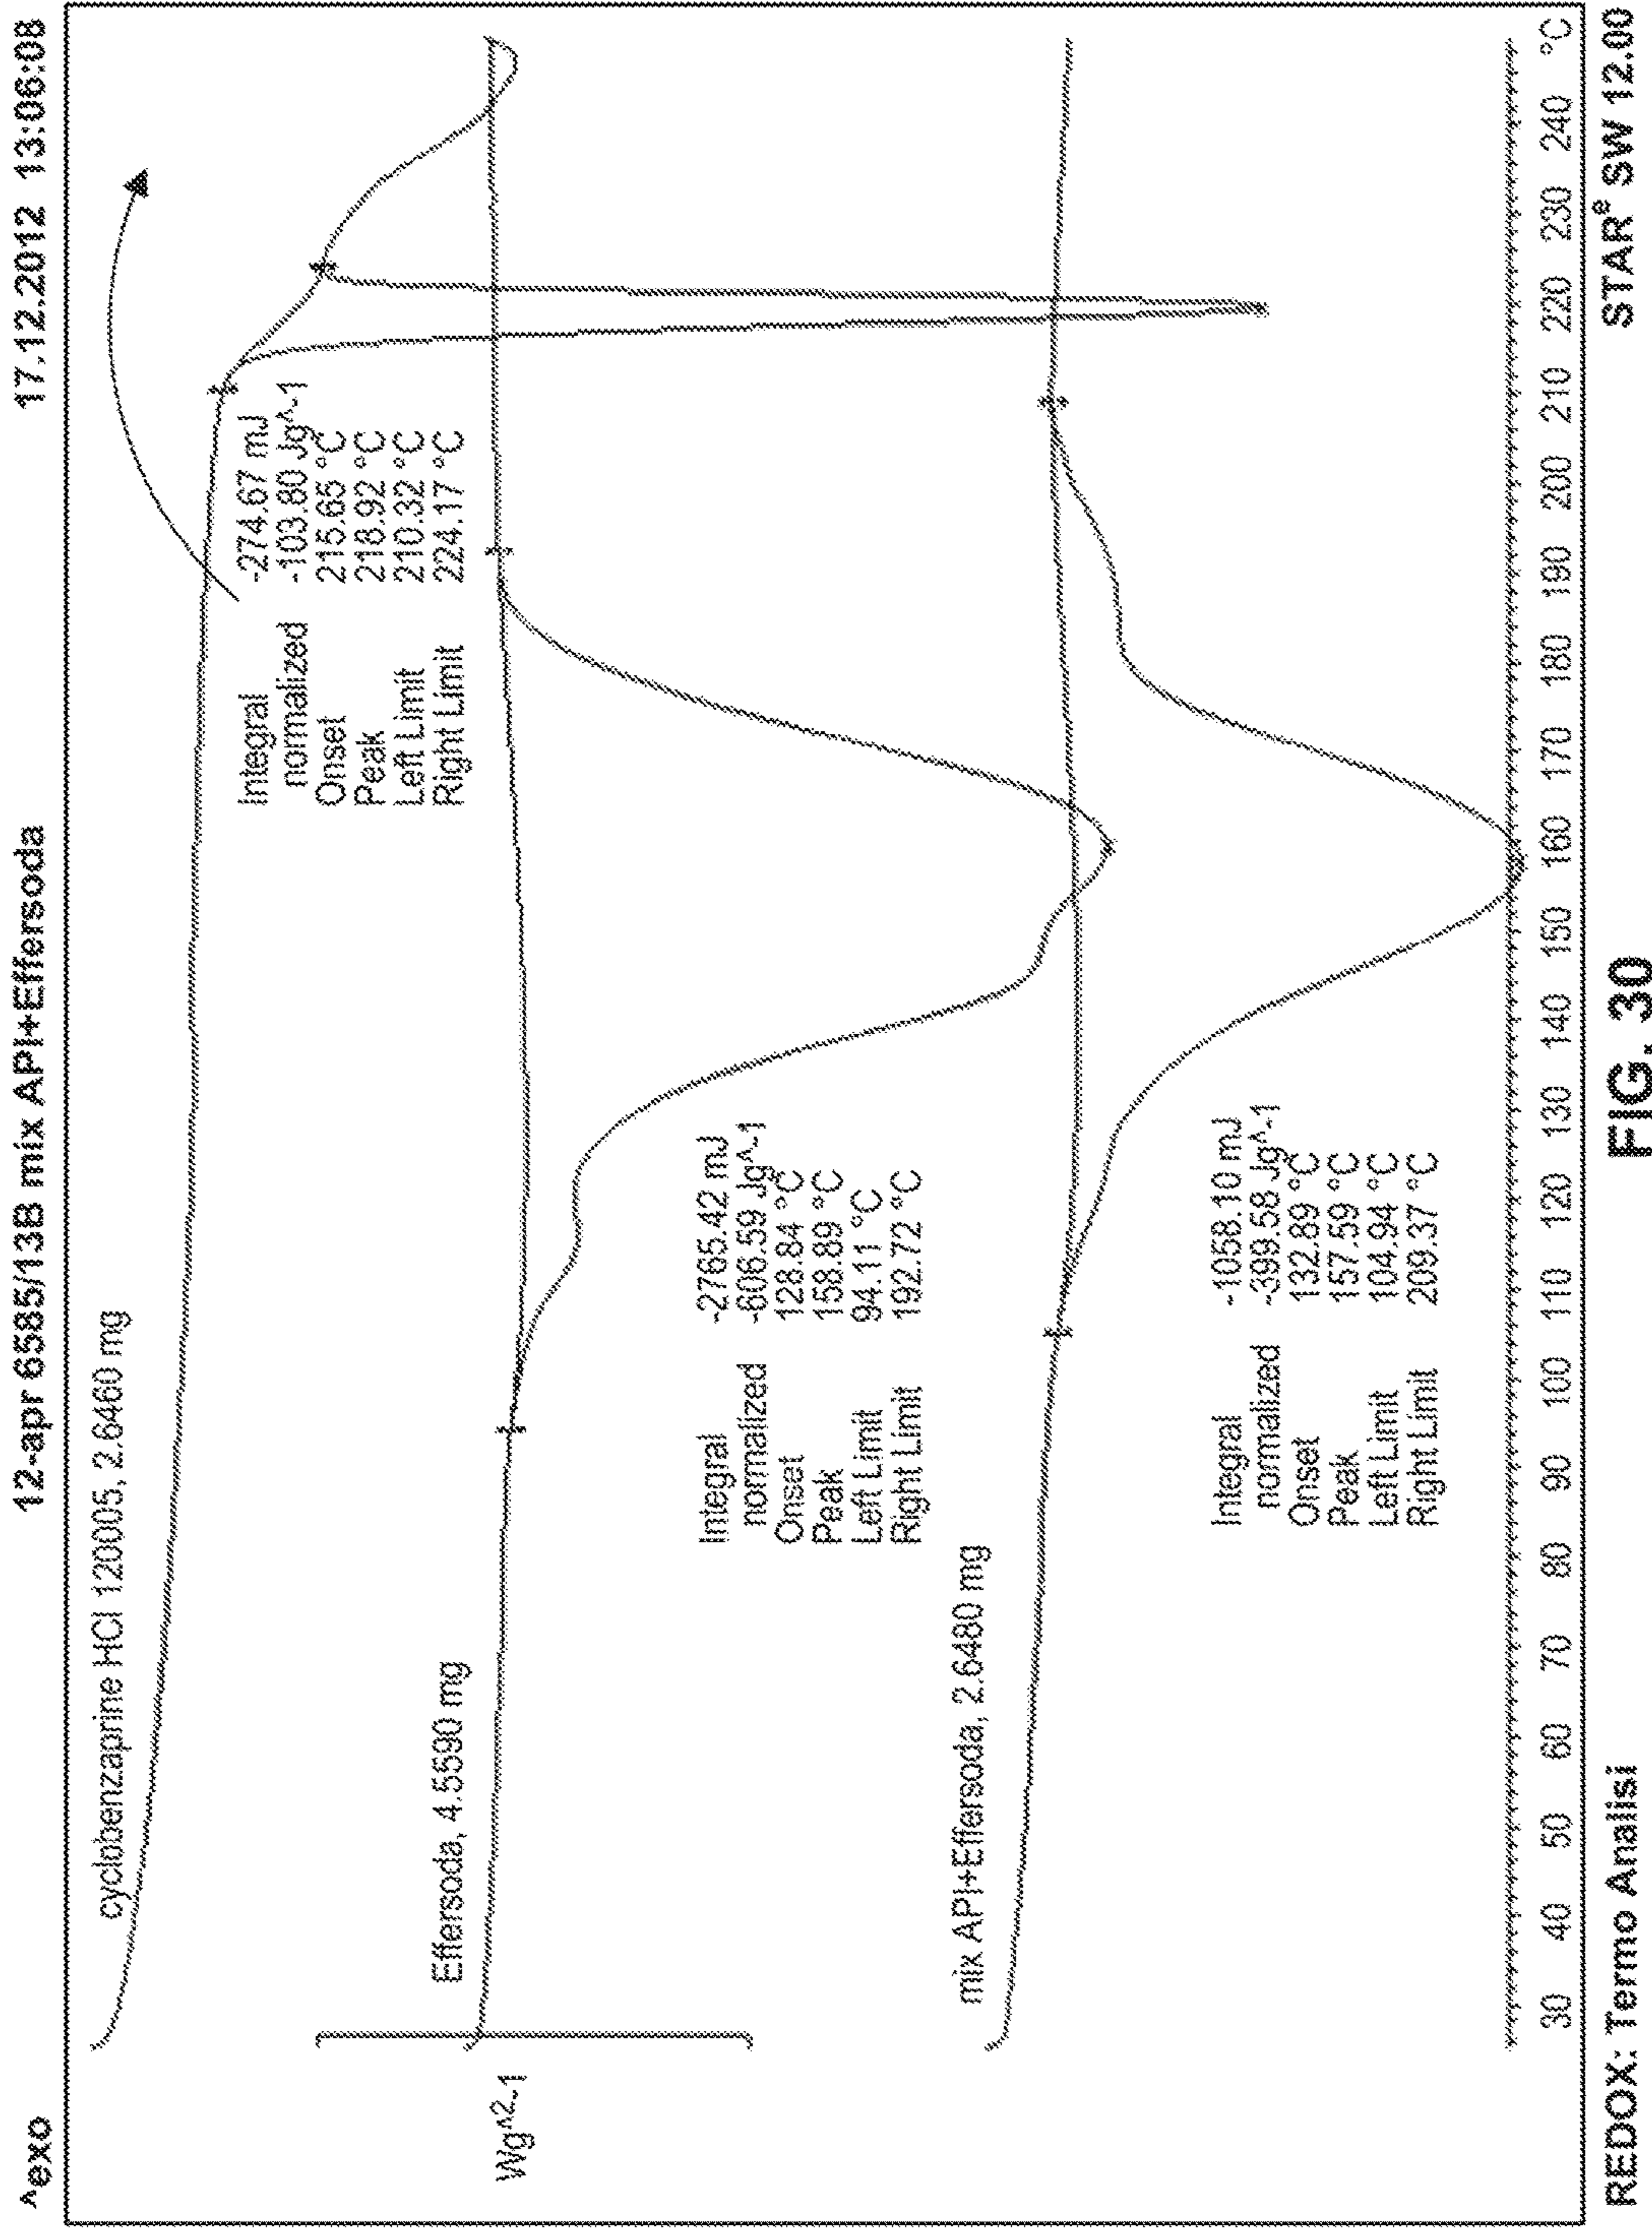 ^exo
12-apr 6585/13B mix API+Effersoda
17.12.2012 13:06:08
cyclobenzaprine HCl 120005, 2.6460 mg
Integral -274.67 mJ
normalized -103.80 Jg^-1
Onset 215.65 °C
Peak 218.92 °C
Left Limit 210.32 °C
Right Limit 224.17 °C
Effersoda, 4.5590 mg
Wg^2-1
Integral -2765.42 mJ
normalized -606.59 Jg^-1
Onset 128.84 °C
Peak 158.89 °C
Left Limit 94.11 °C
Right Limit 192.72 °C
mix API+Effersoda, 2.6480 mg
Integral -1058.10 mJ
normalized -399.58 Jg^-1
Onset 132.89 °C
Peak 157.59 °C
Left Limit 104.94 °C
Right Limit 209.37 °C
30 40 50 60 70 80 90 100 110 120 130 140 150 160 170 180 190 200 210 220 230 240 °C
REDOX: Termo Analisi
STARe SW 12.00
FIG. 30